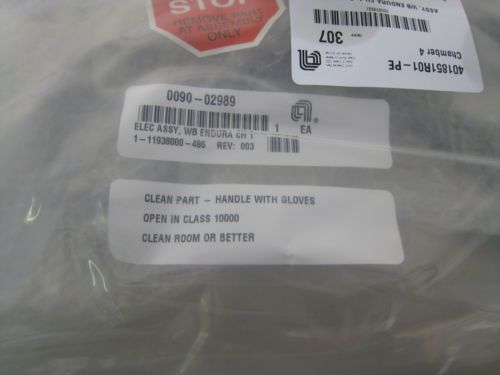 STOP
REMOVE PART
AT ASSEMBLY
ONLY
401851R01-PE
Chamber 4
307
0090-02989
ELEC ASSY, WB ENDURA CH 1
1 EA
1-11938000-486 REV: 003
CLEAN PART - HANDLE WITH GLOVES
OPEN IN CLASS 10000
CLEAN ROOM OR BETTER